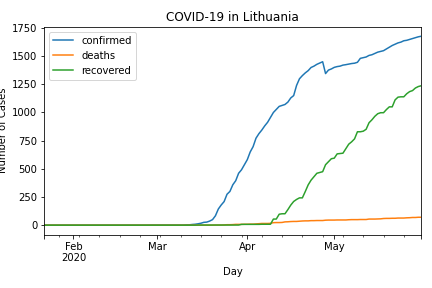 COVID-19 in Lithuania
confirmed
deaths
recovered
1750
1500
1250
1000
750
500
250
0
Number of Cases
Feb
2020
Mar
Apr
May
Day